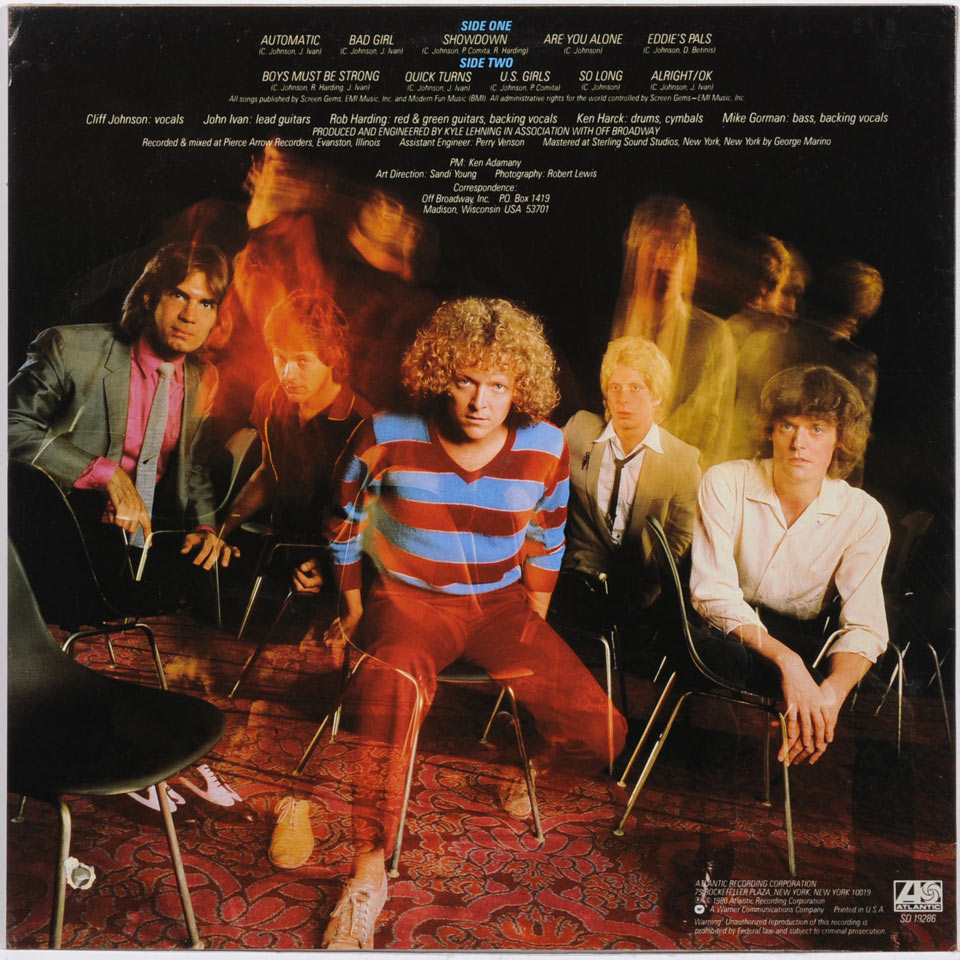 SIDE ONE
AUTOMATIC BAD GIRL SHOWDOWN ARE YOU ALONE EDDIE'S PALS
(C. Johnson, J. Ivan) (C. Johnson, J. Ivan) (C. Johnson, P. Comita, R. Harding) (C. Johnson) (C. Johnson, D. Betinis)
SIDE TWO
BOYS MUST BE STRONG QUICK TURNS U.S. GIRLS SO LONG ALRIGHT/OK
(C. Johnson, R. Harding, J. Ivan) (C. Johnson, J. Ivan) (C. Johnson, P. Comita) (C. Johnson) (C. Johnson, J. Ivan)
All songs published by Screen Gems, EMI Music, Inc. and Modern Fun Music (BMI). All administrative rights for the world controlled by Screen Gems—EMI Music, Inc.
Cliff Johnson: vocals John Ivan: lead guitars Rob Harding: red & green guitars, backing vocals Ken Harck: drums, cymbals Mike Gorman: bass, backing vocals
PRODUCED AND ENGINEERED BY KYLE LEHNING IN ASSOCIATION WITH OFF BROADWAY
Recorded & mixed at Pierce Arrow Recorders, Evanston, Illinois Assistant Engineer: Perry Venson Mastered at Sterling Sound Studios, New York, New York by George Marino
PM: Ken Adamany
Art Direction: Sandi Young Photography: Robert Lewis
Correspondence:
Off Broadway, Inc. P.O. Box 1419
Madison, Wisconsin USA 53701
ATLANTIC RECORDING CORPORATION
75 ROCKEFELLER PLAZA, NEW YORK, NEW YORK 10019
1980 Atlantic Recording Corporation
A Warner Communications Company Printed in U.S.A.
Warning: Unauthorized reproduction of this recording is
prohibited by Federal law and subject to criminal prosecution.
ATLANTIC
SD 19286